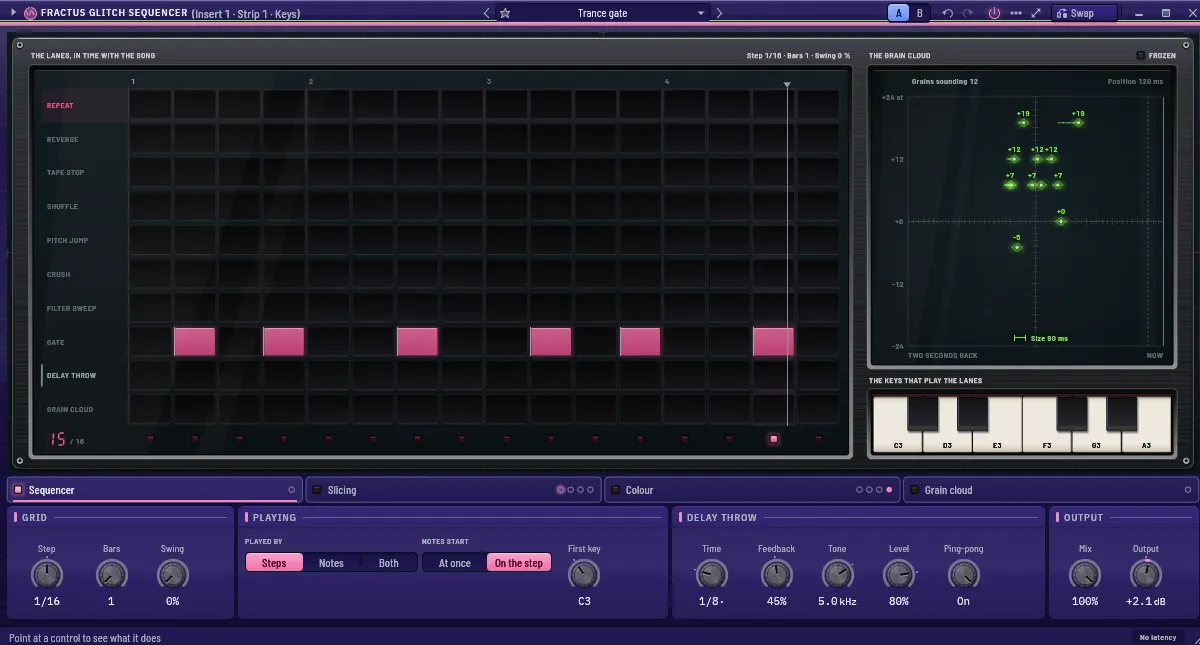 FRACTUS GLITCH SEQUENCER (Insert 1 · Strip 1 · Keys)
Trance gate
A B
Swap
THE LANES, IN TIME WITH THE SONG
Step 1/16 · Bars 1 · Swing 0 %
THE GRAIN CLOUD
FROZEN
1 2 3 4
REPEAT
REVERSE
TAPE STOP
SHUFFLE
PITCH JUMP
CRUSH
FILTER SWEEP
GATE
DELAY THROW
GRAIN CLOUD
15 / 16
Grains sounding 12
Position 120 ms
+24 st
+19 +19
+12
+12 +12 +12
+7 +7 +7
+0
+0
-5
-12
-24
Size 90 ms
TWO SECONDS BACK
NOW
THE KEYS THAT PLAY THE LANES
C3 D3 E3 F3 G3 A3
Sequencer
Slicing
Colour
Grain cloud
GRID
Step Bars Swing
1/16 1 0%
PLAYING
PLAYED BY
Steps Notes Both
NOTES START
At once On the step
First key
C3
DELAY THROW
Time Feedback Tone Level Ping-pong
1/8· 45% 5.0 kHz 80% On
OUTPUT
Mix Output
100% +2.1 dB
Point at a control to see what it does
No latency